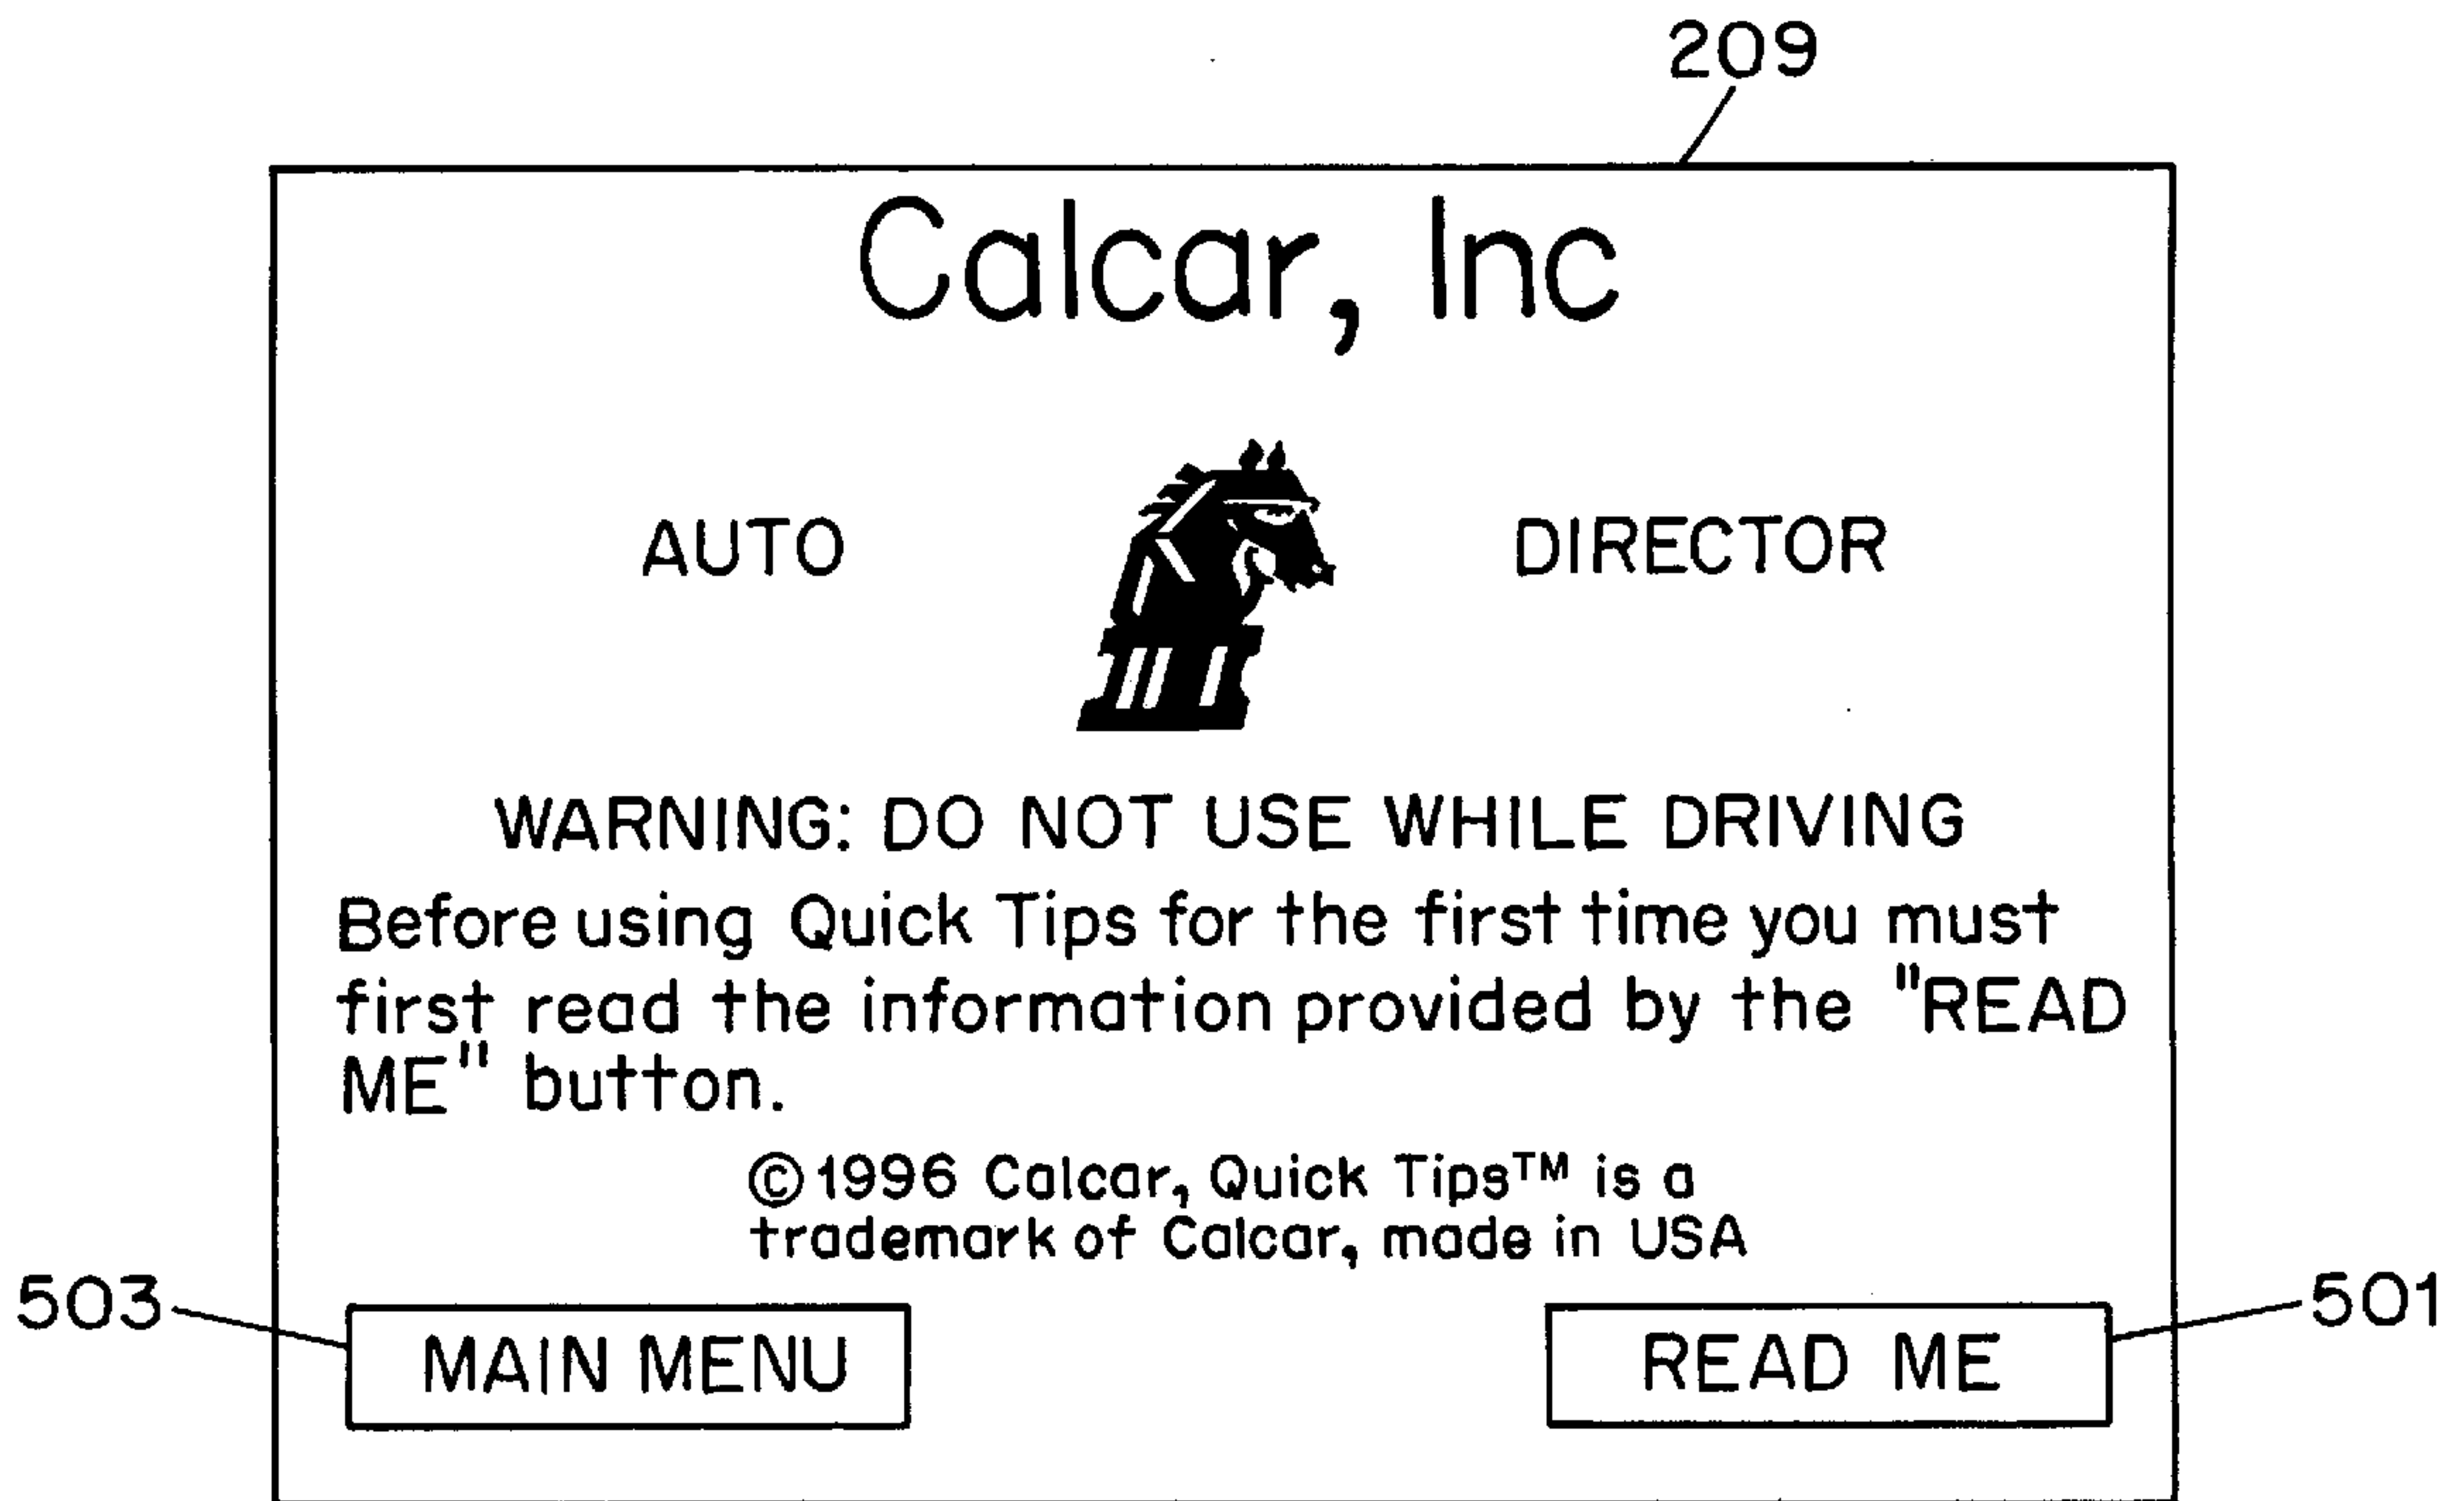 209
Calcar, Inc
AUTO DIRECTOR
WARNING: DO NOT USE WHILE DRIVING
Before using Quick Tips for the first time you must
first read the information provided by the "READ
ME" button.
©1996 Calcar, Quick Tips™ is a
trademark of Calcar, made in USA
503 501
MAIN MENU READ ME